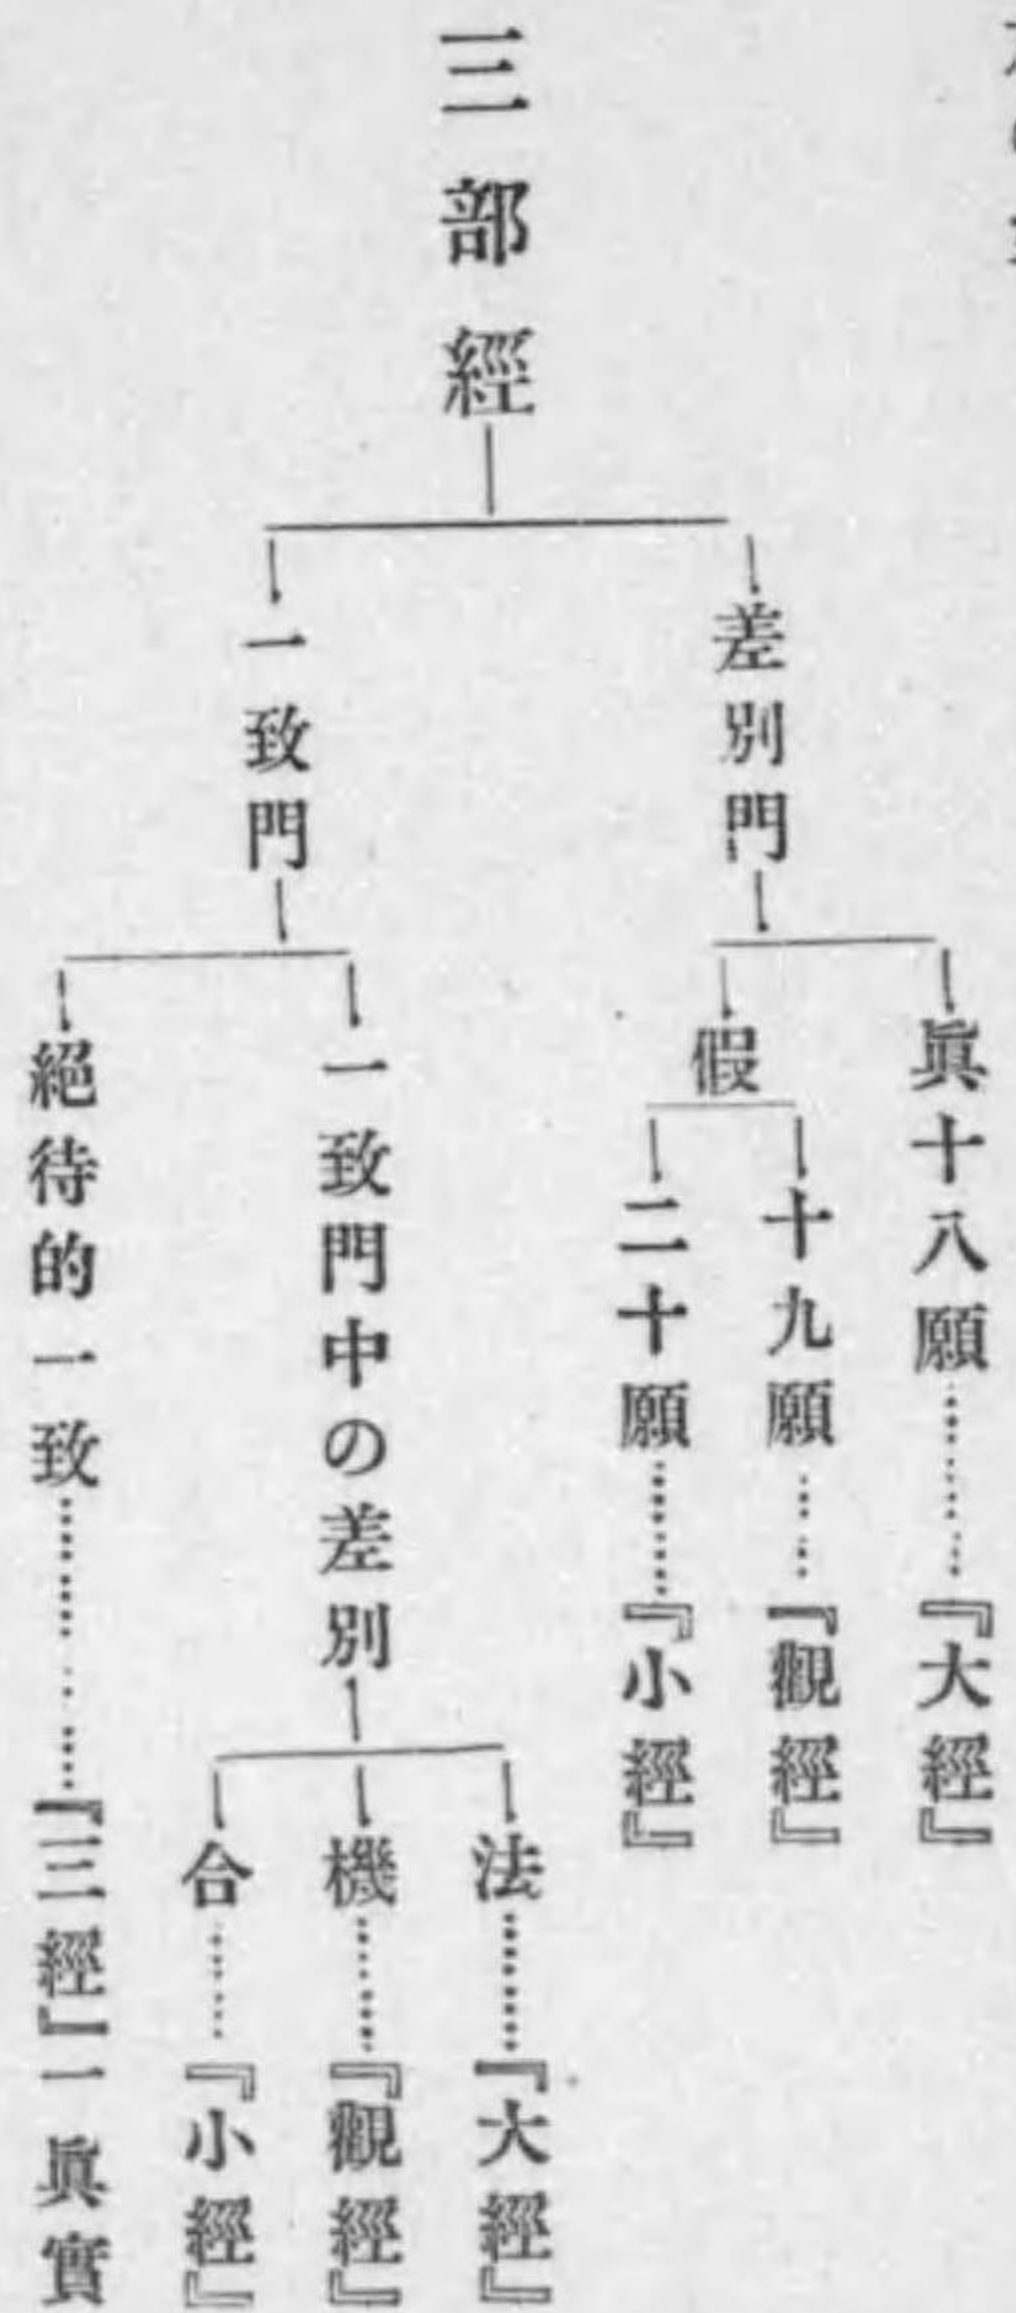 三部經
差別門
眞十八願………『大經』
假
十九願………『觀經』
二十願………『小經』
一致門
一致門中の差別
法………『大經』
機………『觀經』
合………『小經』
絕待的一致………『三經』一眞實